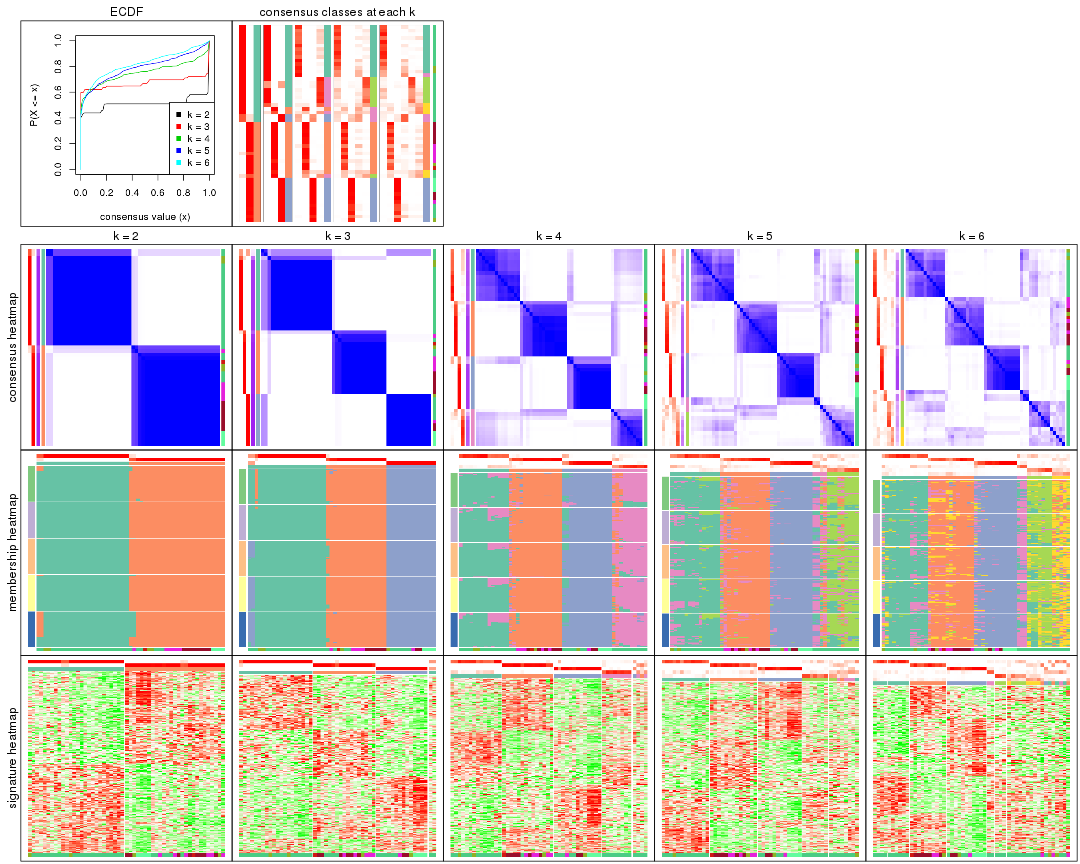 ECDF
consensus classes at each k
P(X <= x)
1.0
0.8
0.6
0.4
0.2
0.0
k = 2
k = 3
k = 4
k = 5
k = 6
0.0 0.2 0.4 0.6 0.8 1.0
consensus value (x)
k = 2 k = 3 k = 4 k = 5 k = 6
consensus heatmap
membership heatmap
signature heatmap